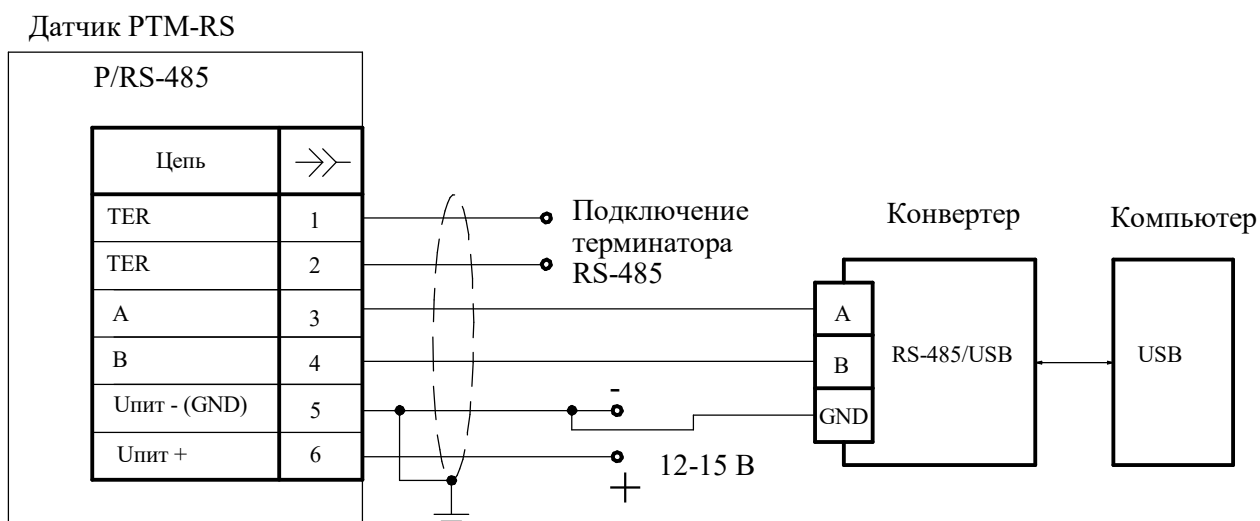 Датчик PTM-RS
P/RS-485
Цепь
TER 1
TER 2
A 3
B 4
Uпит - (GND) 5
Uпит + 6
Подключение
терминатора
RS-485
-
+
12-15 В
Конвертер
A
B
GND
RS-485/USB
Компьютер
USB